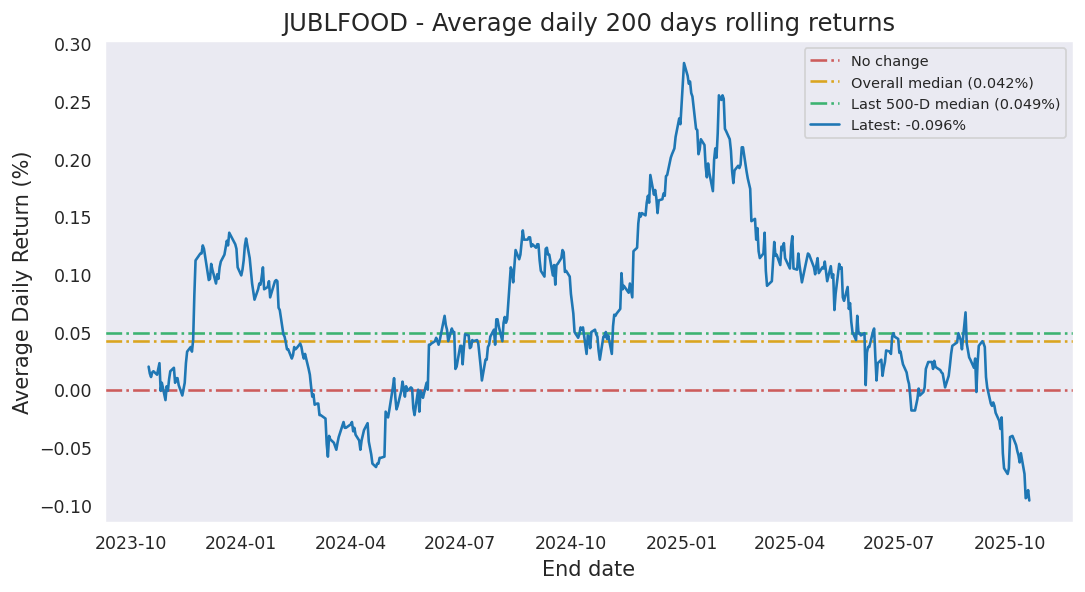 JUBLFOOD - Average daily 200 days rolling returns
No change
Overall median (0.042%)
Last 500-D median (0.049%)
Latest: -0.096%
Average Daily Return (%)
0.30
0.25
0.20
0.15
0.10
0.05
0.00
−0.05
−0.10
2023-10 2024-01 2024-04 2024-07 2024-10 2025-01 2025-04 2025-07 2025-10
End date